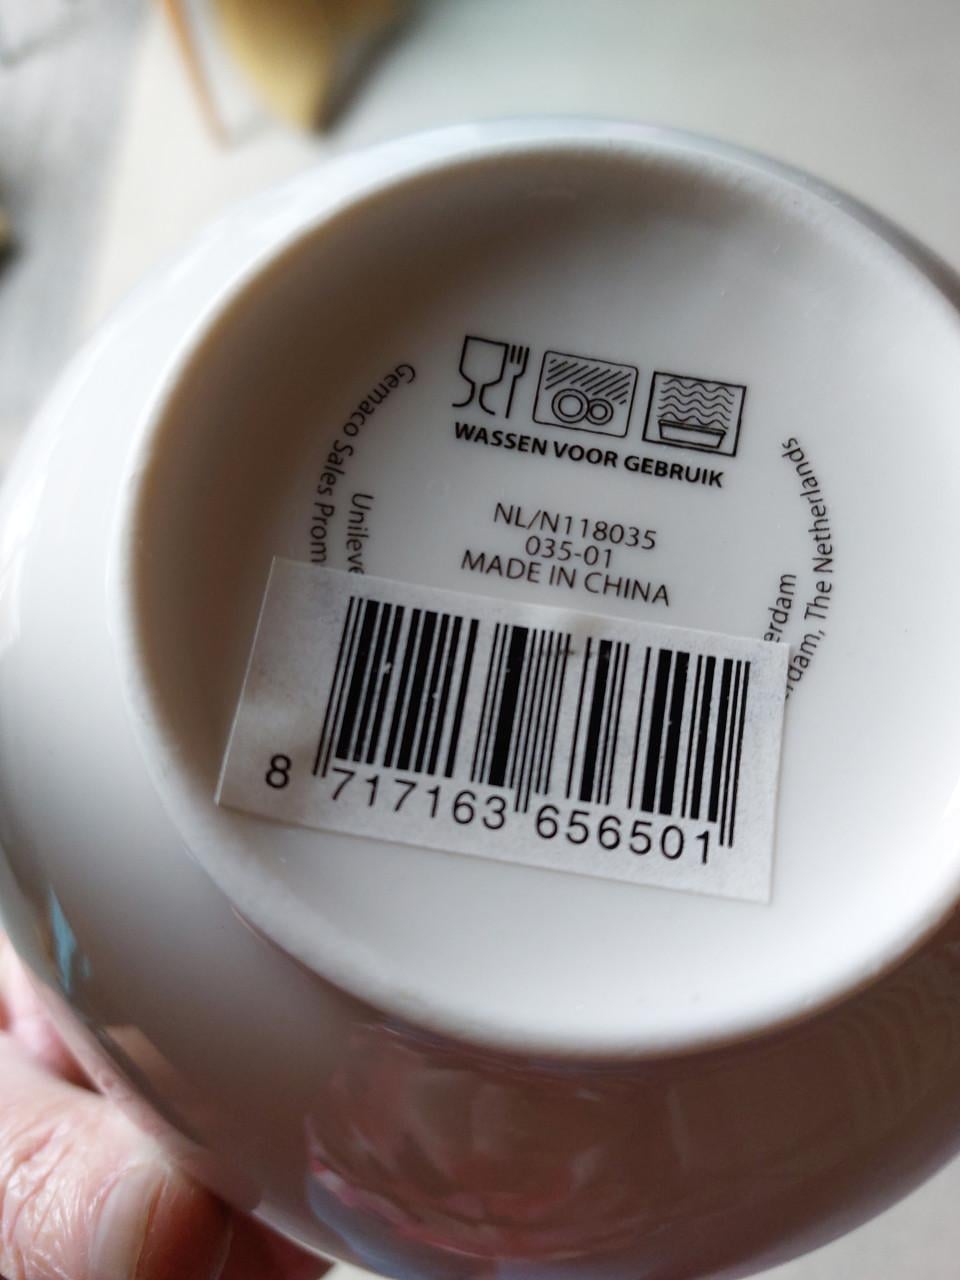 WASSEN VOOR GEBRUIK
NL/N118035
035-01
MADE IN CHINA
Gemaco Sales Prom
Unileve
erdam
rdam, The Netherlands
8 717163 656501